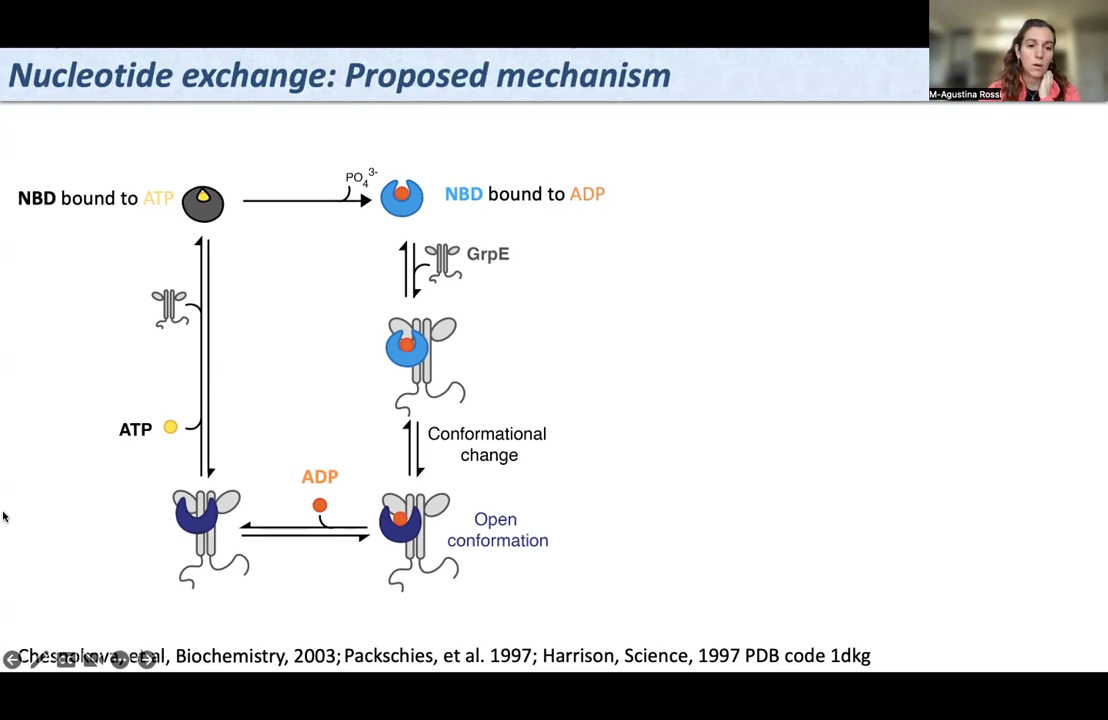 Nucleotide exchange: Proposed mechanism
M-Agustina Rossi
NBD bound to ATP
PO4 3-
NBD bound to ADP
GrpE
Conformational
change
ATP
ADP
Open
conformation
et al, Biochemistry, 2003; Packschies, et al. 1997; Harrison, Science, 1997 PDB code 1dkg